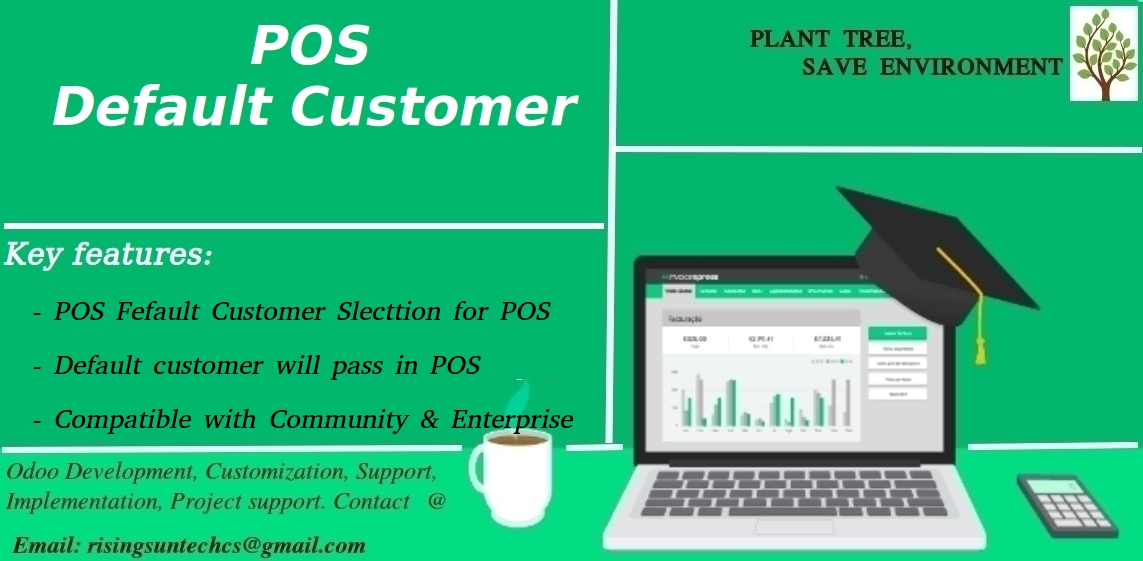 POS
Default Customer
PLANT TREE,
SAVE ENVIRONMENT
Key features:
- POS Fefault Customer Slecttion for POS
- Default customer will pass in POS
- Compatible with Community & Enterprise
Odoo Development, Customization, Support,
Implementation, Project support. Contact @
Email: risingsuntechcs@gmail.com
Facturação